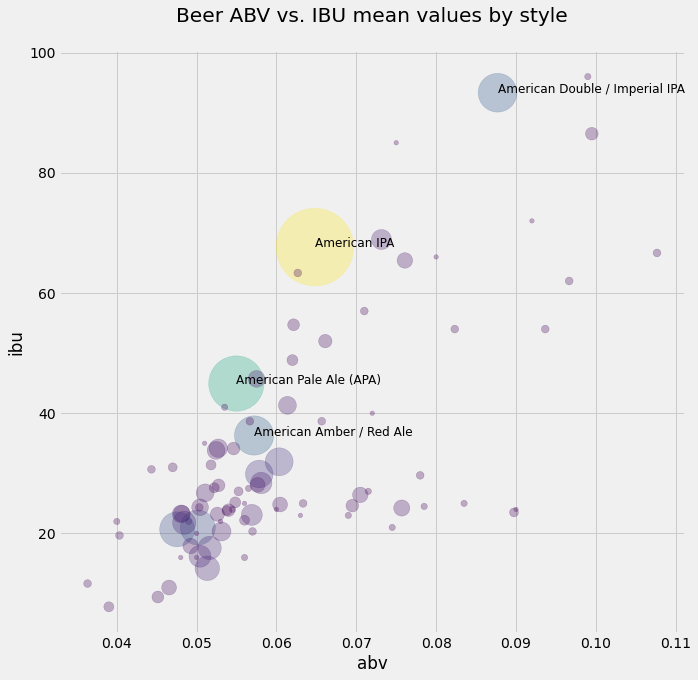 Beer ABV vs. IBU mean values by style
100
American Double / Imperial IPA
80
American IPA
60
ibu
American Pale Ale (APA)
40
American Amber / Red Ale
20
0.04 0.05 0.06 0.07 0.08 0.09 0.10 0.11
abv